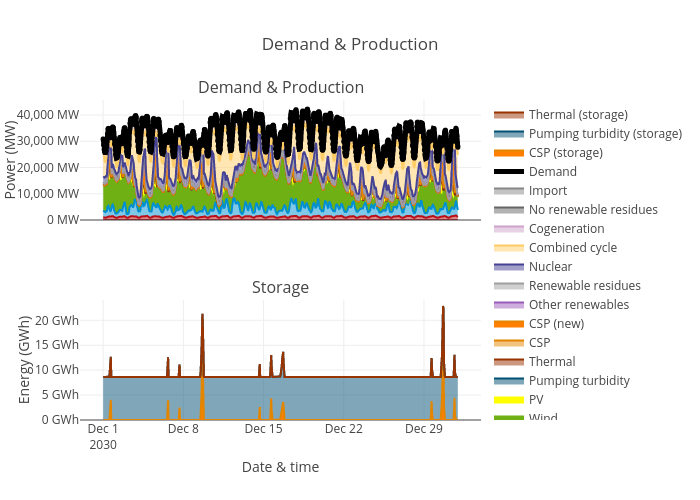 Demand & Production
Demand & Production
40,000 MW
30,000 MW
20,000 MW
10,000 MW
0 MW
Power (MW)
Storage
20 GWh
15 GWh
10 GWh
5 GWh
0 GWh
Energy (GWh)
Dec 1
2030
Dec 8
Dec 15
Dec 22
Dec 29
Date & time
Thermal (storage)
Pumping turbidity (storage)
CSP (storage)
Demand
Import
No renewable residues
Cogeneration
Combined cycle
Nuclear
Renewable residues
Other renewables
CSP (new)
CSP
Thermal
Pumping turbidity
PV
Wind